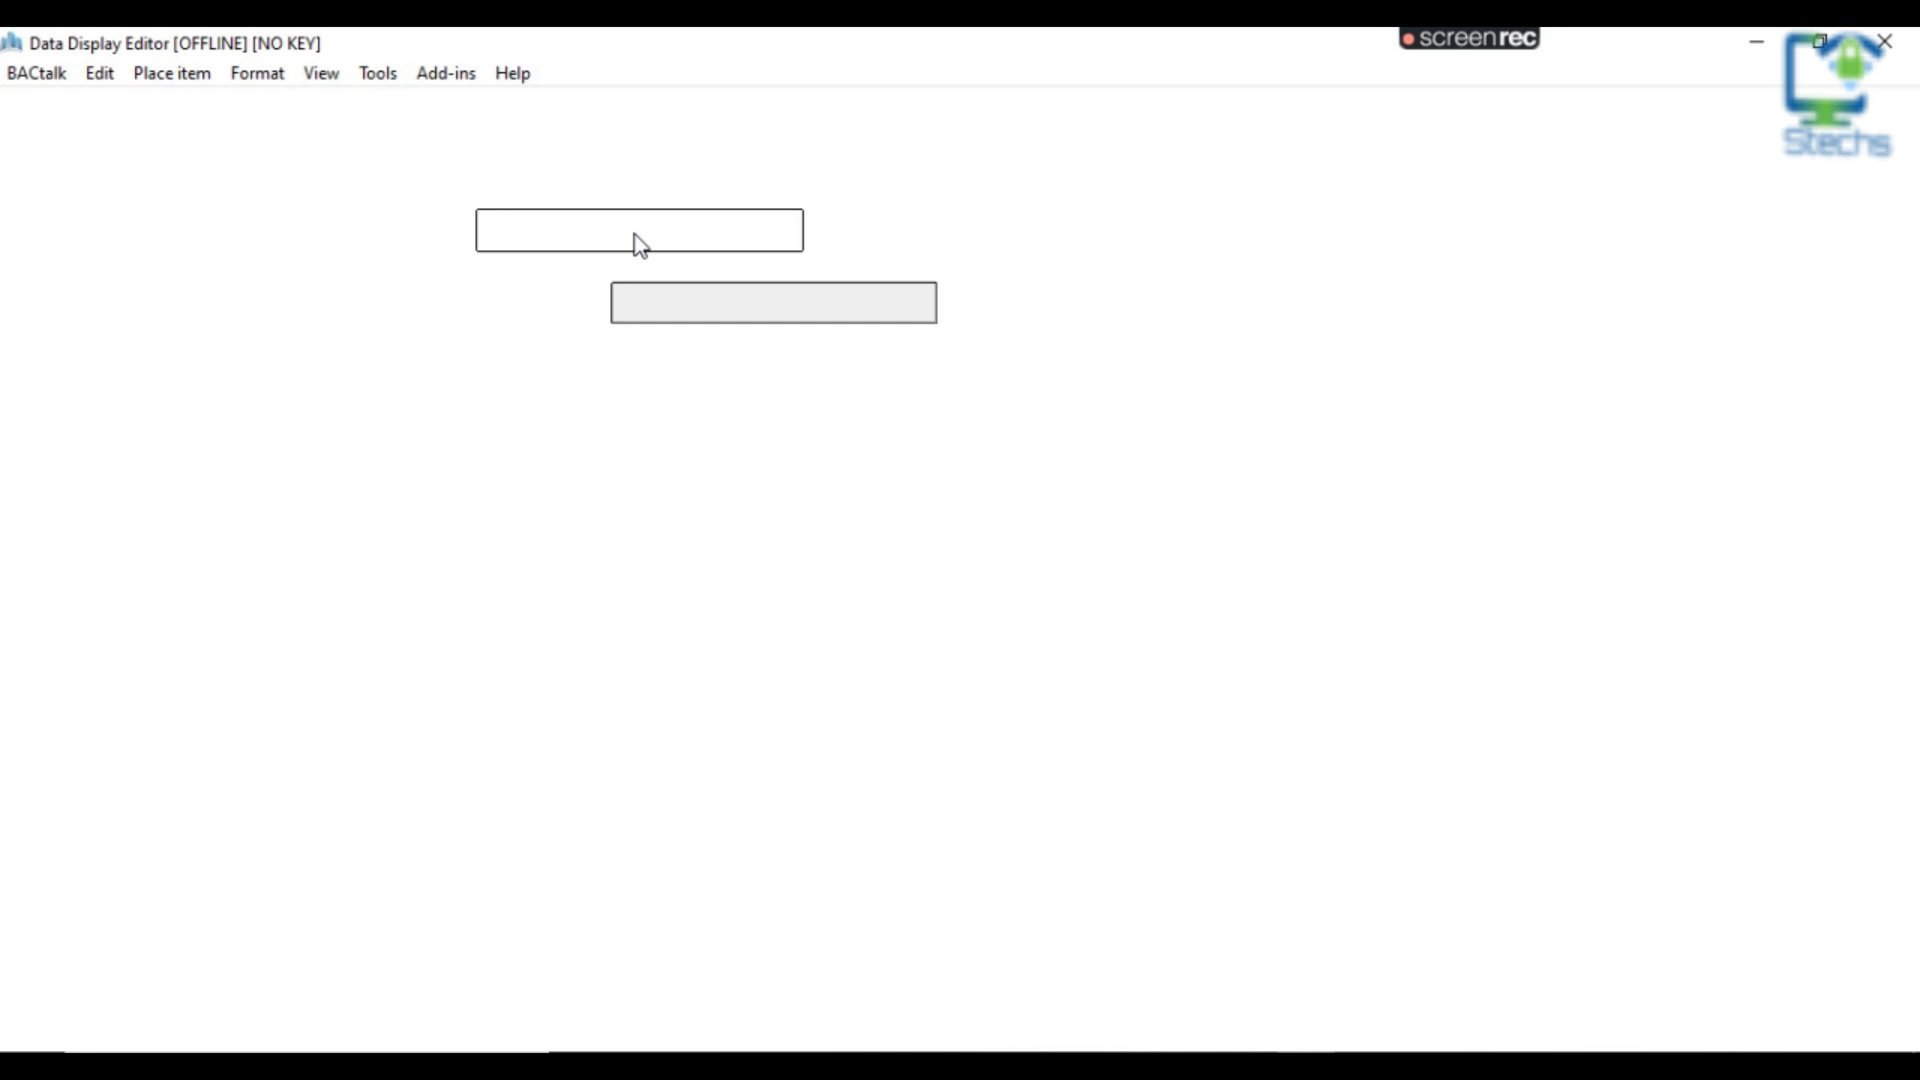 Data Display Editor [OFFLINE] [NO KEY]
screenrec
BACtalk Edit Place item Format View Tools Add-ins Help
Stechs